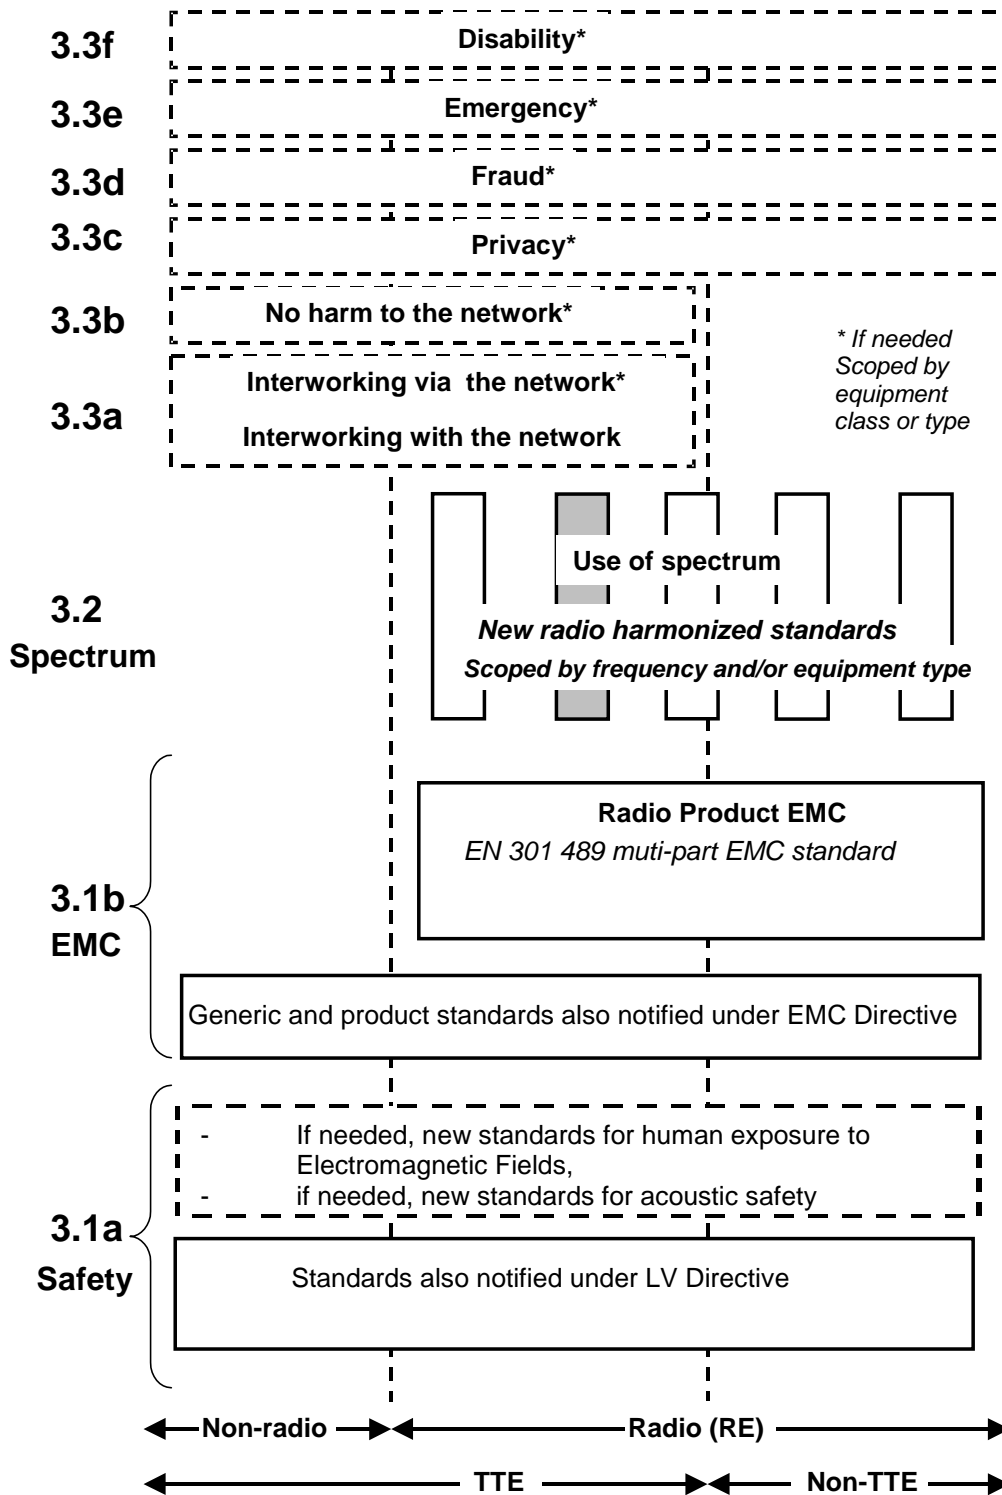 3.3f
Disability*
3.3e
Emergency*
3.3d
Fraud*
3.3c
Privacy*
3.3b
No harm to the network*
* If needed
Scoped by
equipment
class or type
3.3a
Interworking via the network*
Interworking with the network
3.2
Spectrum
Use of spectrum
New radio harmonized standards
Scoped by frequency and/or equipment type
3.1b
EMC
Radio Product EMC
EN 301 489 muti-part EMC standard
Generic and product standards also notified under EMC Directive
3.1a
Safety
- If needed, new standards for human exposure to
Electromagnetic Fields,
- if needed, new standards for acoustic safety
Standards also notified under LV Directive
Non-radio
Radio (RE)
TTE
Non-TTE